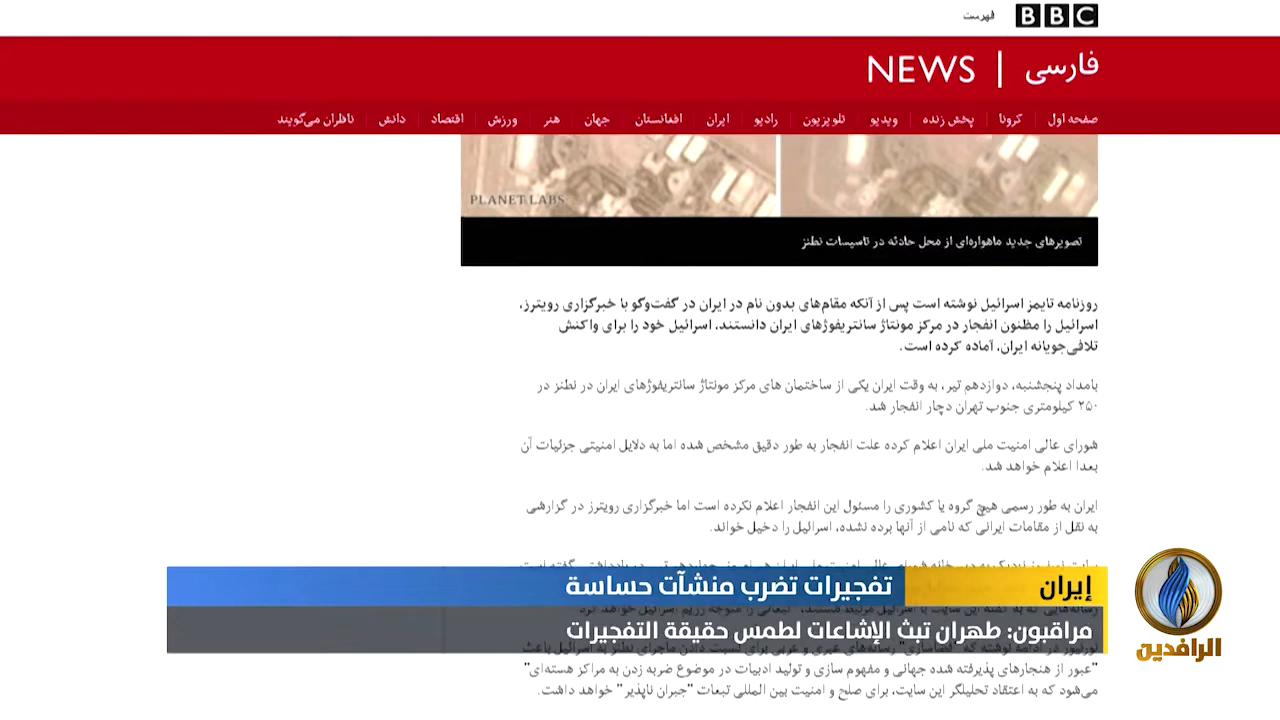 BBC
فهرست
فارسی | NEWS
صفحه اول
کرونا
پخش زنده
ویدیو
تلویزیون
رادیو
ایران
افغانستان
جهان
هنر
ورزش
اقتصاد
دانش
ناظران می‌گویند
PLANET LABS
تصویرهای جدید ماهواره‌ای از محل حادثه در تاسیسات نطنز
روزنامه تایمز اسرائیل نوشته است پس از آنکه مقام‌های بدون نام در ایران در گفت‌وگو با خبرگزاری رویترز،
اسرائیل را مظنون انفجار در مرکز مونتاژ سانتریفوژهای ایران دانستند، اسرائیل خود را برای واکنش
تلافی‌جویانه ایران، آماده کرده است.
بامداد پنجشنبه، دوازدهم تیر، به وقت ایران یکی از ساختمان های مرکز مونتاژ سانتریفوژهای ایران در نطنز در
۲۵۰ کیلومتری جنوب تهران دچار انفجار شد.
شورای عالی امنیت ملی ایران اعلام کرده علت انفجار به طور دقیق مشخص شده اما به دلایل امنیتی جزئیات آن
بعدا اعلام خواهد شد.
ایران به طور رسمی هیچ گروه یا کشوری را مسئول این انفجار اعلام نکرده است اما خبرگزاری رویترز در گزارشی
به نقل از مقامات ایرانی که نامی از آنها برده نشده، اسرائیل را دخیل خواند.
إيران
تفجيرات تضرب منشآت حساسة
مراقبون: طهران تبث الإشاعات لطمس حقيقة التفجيرات
الرافدين
"عبور از هنجارهای پذیرفته شده جهانی و مفهوم سازی و تولید ادبیات در موضوع ضربه زدن به مراکز هسته‌ای"
می‌شود که به اعتقاد تحلیلگر این سایت، برای صلح و امنیت بین المللی تبعات "جبران ناپذیر" خواهد داشت.